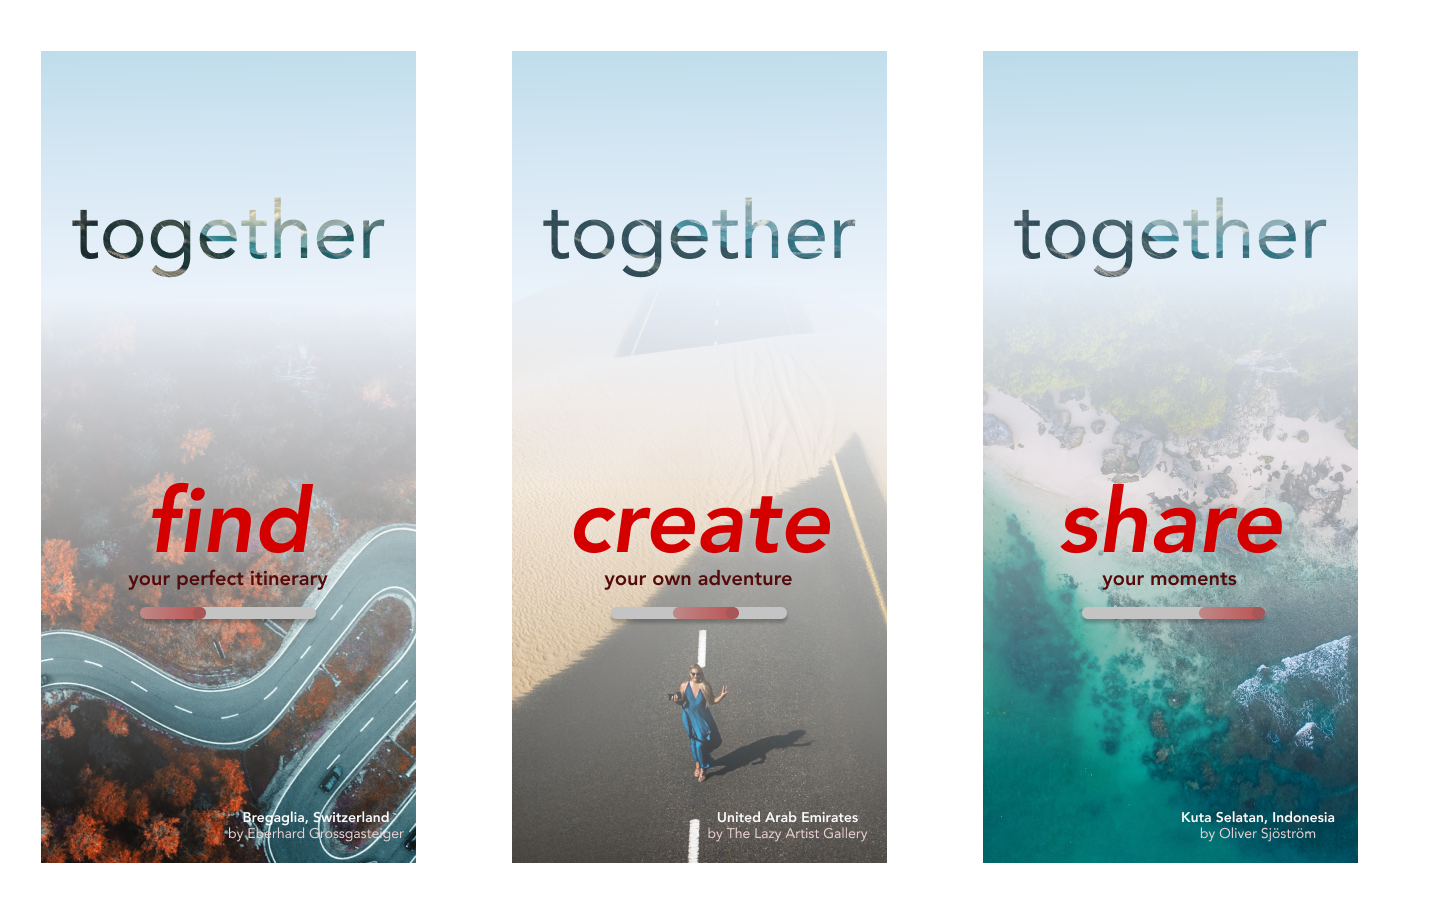 together
find
your perfect itinerary
Bregaglia, Switzerland
by Eberhard Grossgasteiger
together
create
your own adventure
United Arab Emirates
by The Lazy Artist Gallery
together
share
your moments
Kuta Selatan, Indonesia
by Oliver Sjöström